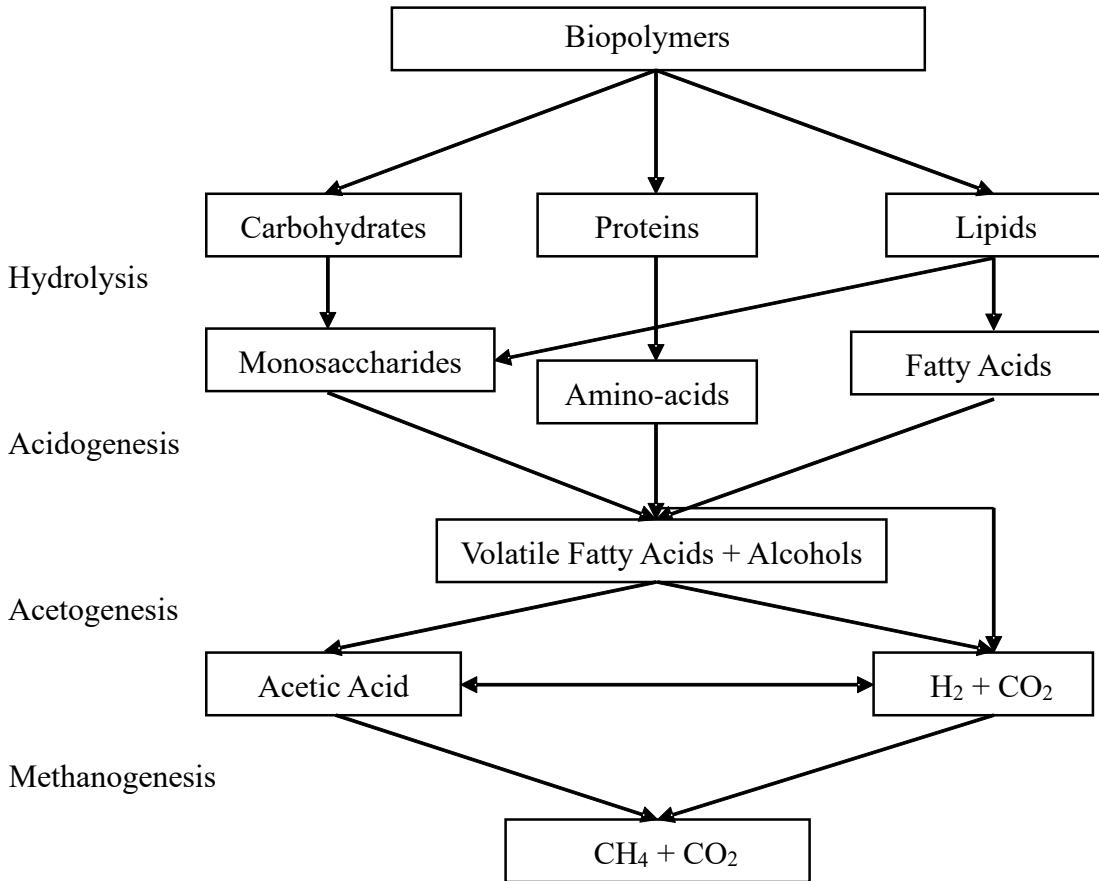 Biopolymers
Carbohydrates
Proteins
Lipids
Hydrolysis
Monosaccharides
Fatty Acids
Amino-acids
Acidogenesis
Volatile Fatty Acids + Alcohols
Acetogenesis
Acetic Acid
H₂ + CO₂
Methanogenesis
CH₄ + CO₂